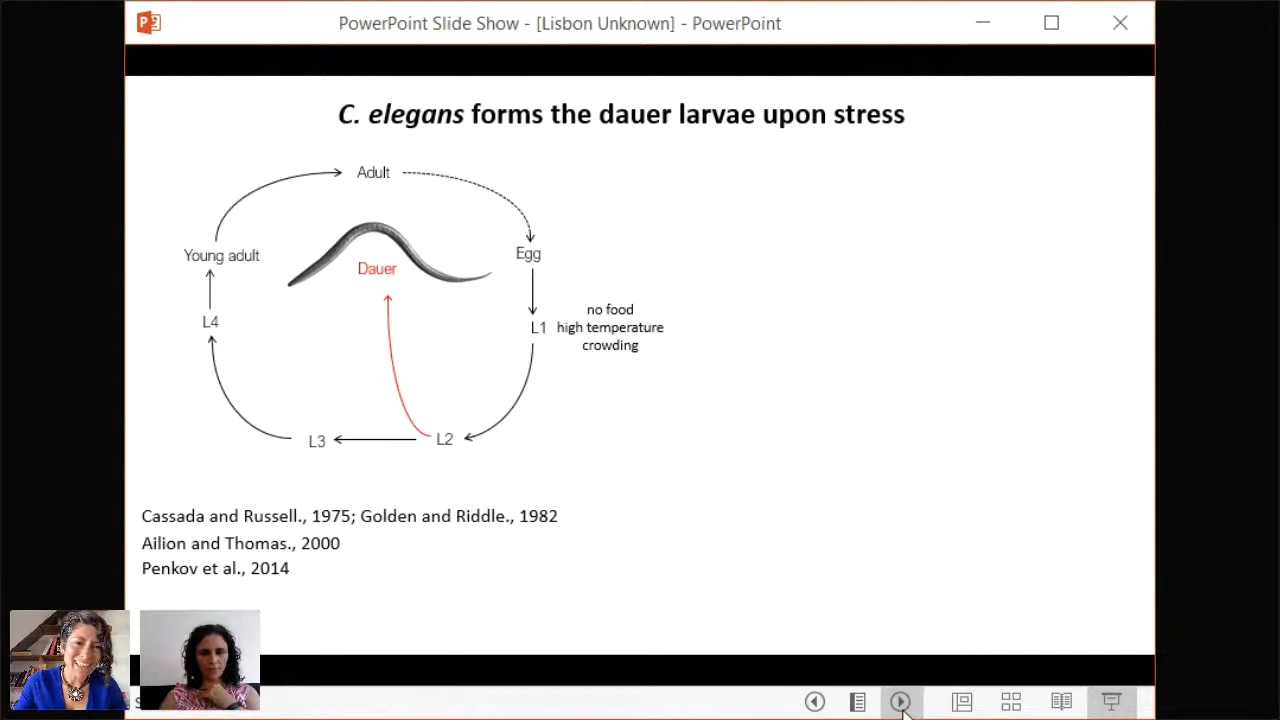 PowerPoint Slide Show - [Lisbon Unknown] - PowerPoint
C. elegans forms the dauer larvae upon stress
Adult
Young adult
Egg
Dauer
no food
L4
L1 high temperature
crowding
L3
L2
Cassada and Russell., 1975; Golden and Riddle., 1982
Ailion and Thomas., 2000
Penkov et al., 2014